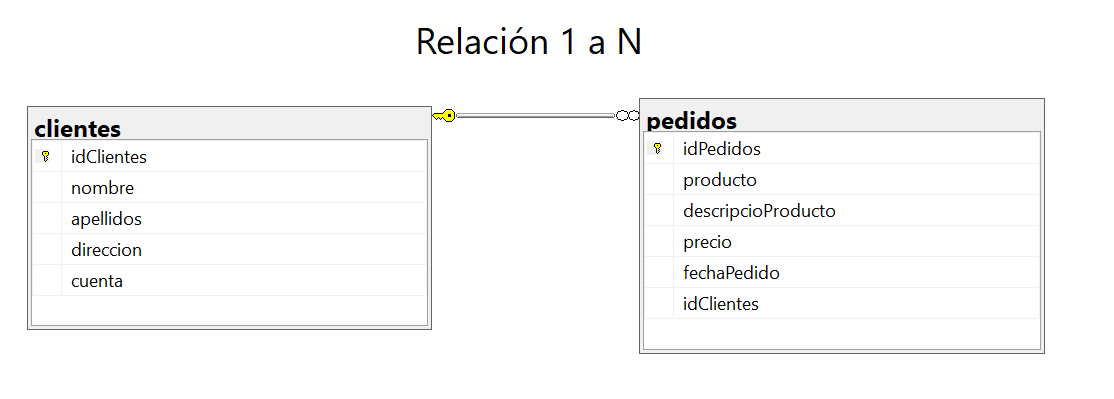 Relación 1 a N
clientes
idClientes
nombre
apellidos
direccion
cuenta
pedidos
idPedidos
producto
descripcioProducto
precio
fechaPedido
idClientes